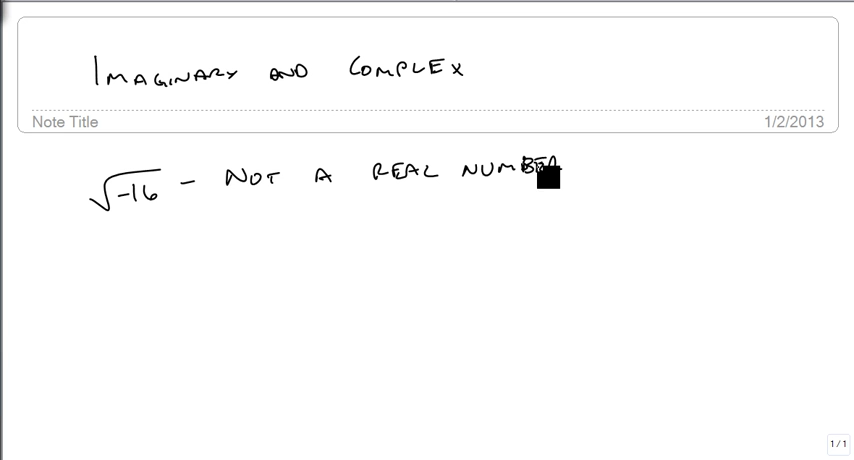 IMAGINARY AND COMPLEX
Note Title
1/2/2013
√-16 - NOT A REAL NUMBER
1 / 1